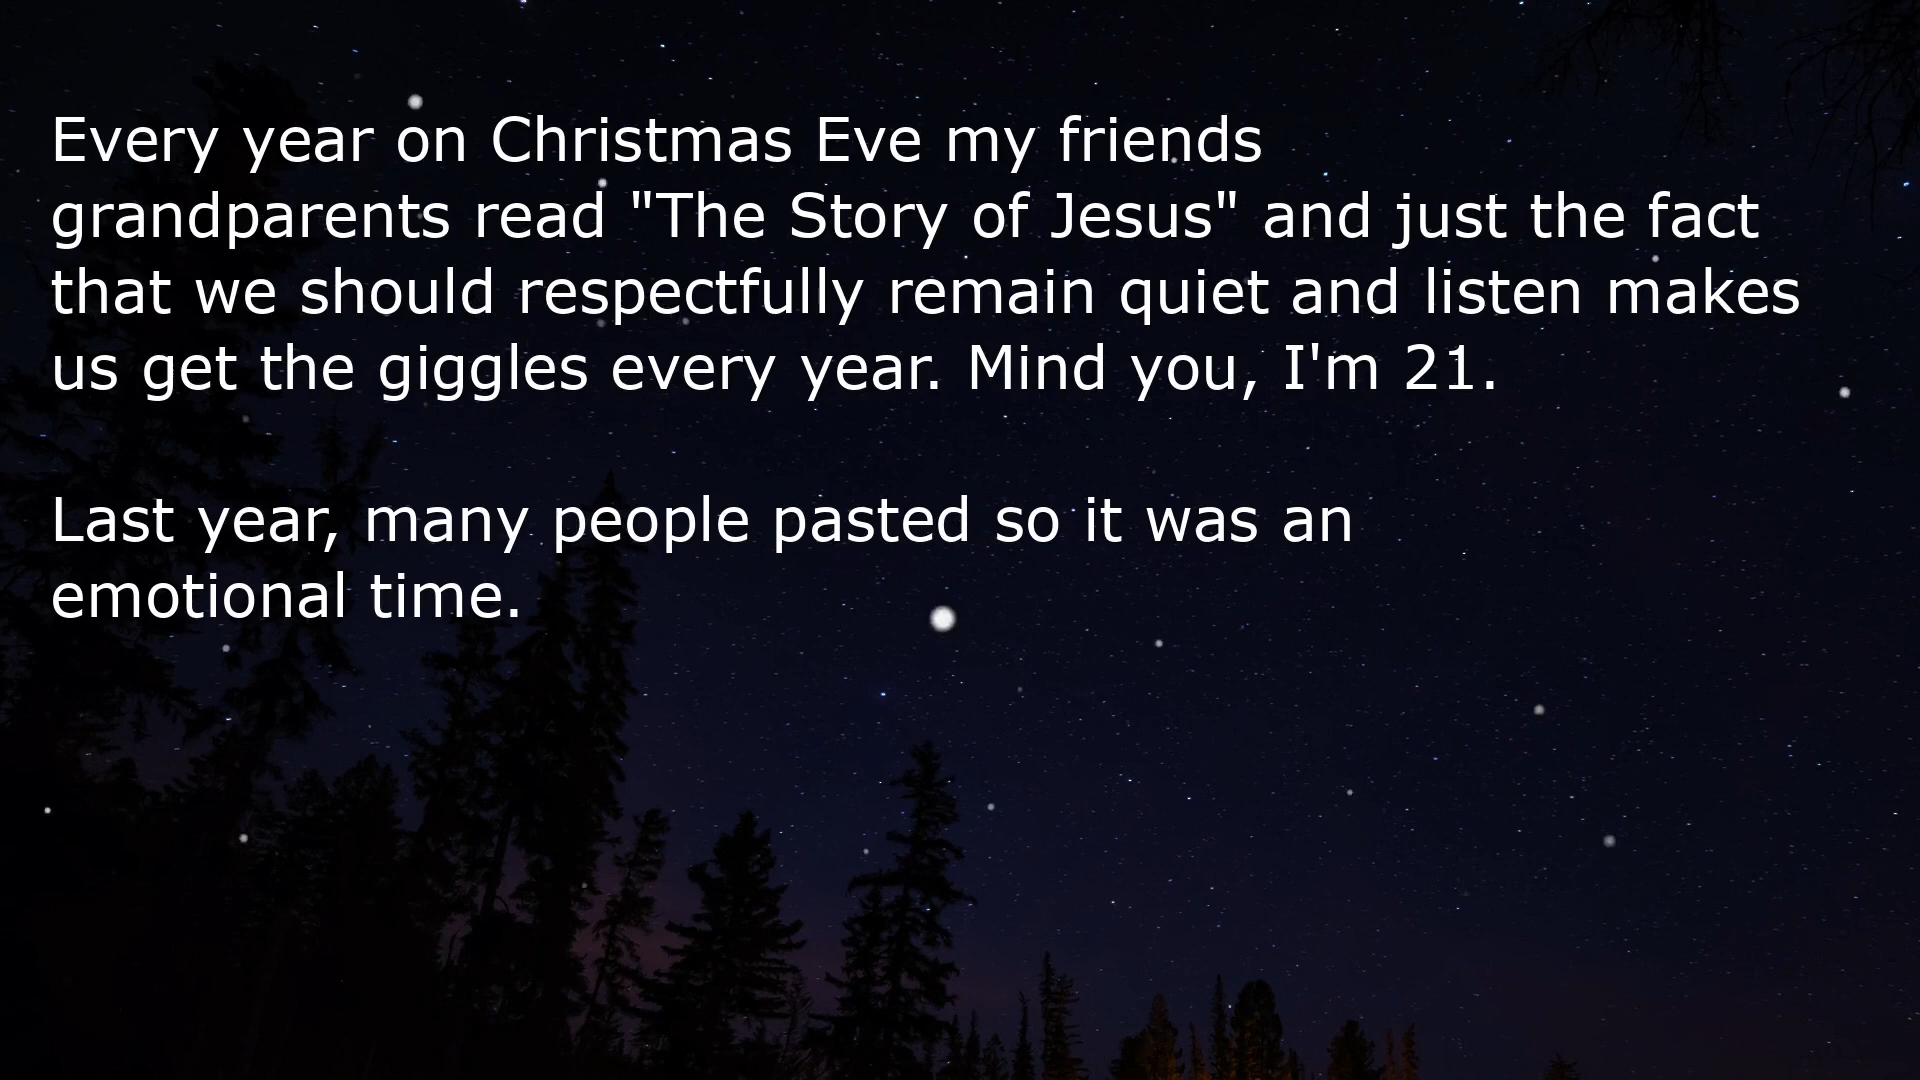 Every year on Christmas Eve my friends
grandparents read "The Story of Jesus" and just the fact
that we should respectfully remain quiet and listen makes
us get the giggles every year. Mind you, I'm 21.
Last year, many people pasted so it was an
emotional time.